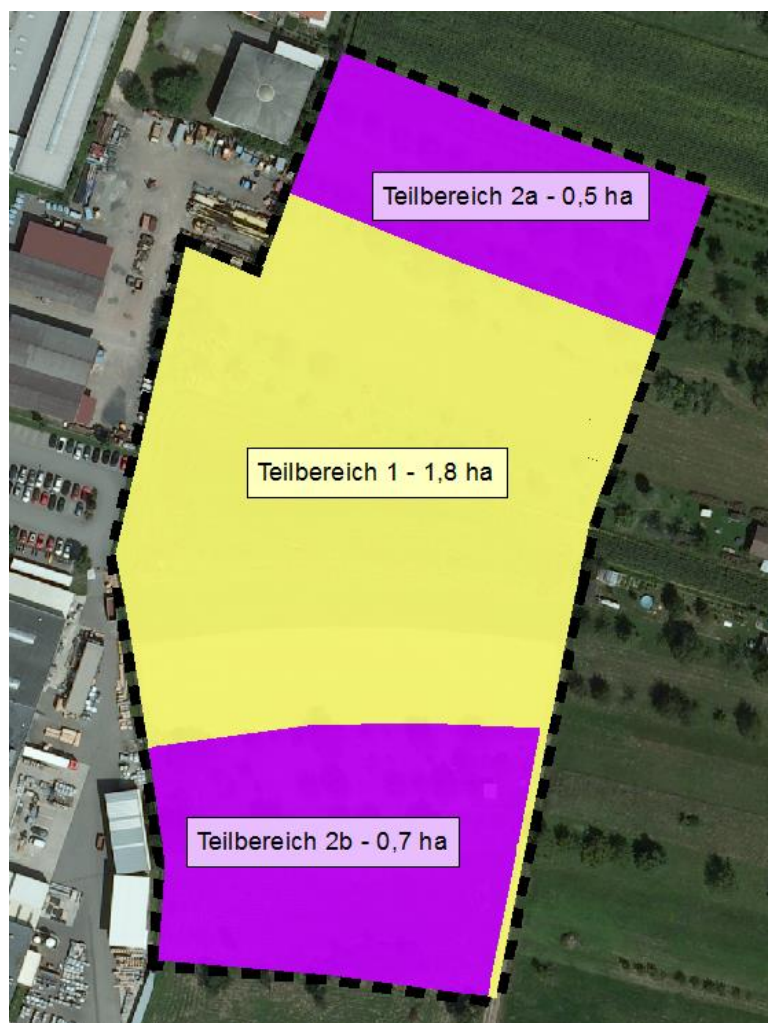 Teilbereich 2a - 0,5 ha
Teilbereich 1 - 1,8 ha
Teilbereich 2b - 0,7 ha